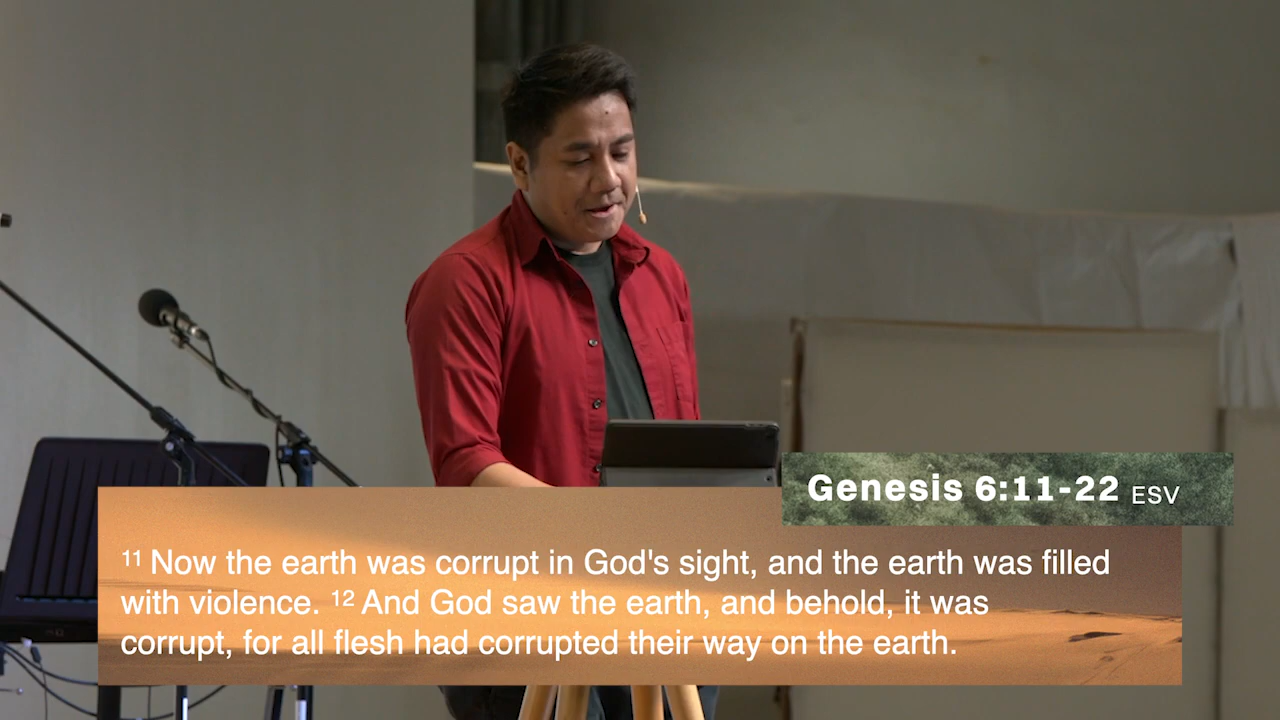 Genesis 6:11-22 ESV
11 Now the earth was corrupt in God's sight, and the earth was filled
with violence. 12 And God saw the earth, and behold, it was
corrupt, for all flesh had corrupted their way on the earth.